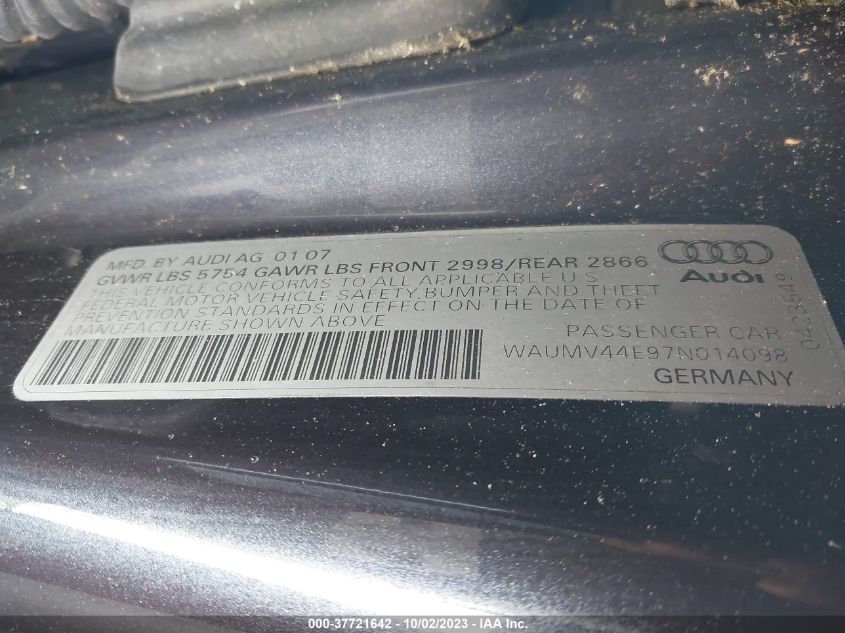 MFD BY AUDI AG 01 07
GVWR LBS 5754 GAWR LBS FRONT 2998/REAR 2866
THIS VEHICLE CONFORMS TO ALL APPLICABLE U S
FEDERAL MOTOR VEHICLE SAFETY, BUMPER AND THEFT
PREVENTION STANDARDS IN EFFECT ON THE DATE OF
MANUFACTURE SHOWN ABOVE
Audi
PASSENGER CAR
WAUMV44E97N014098
GERMANY
0423549
000-37721642 - 10/02/2023 - © IAA Inc.